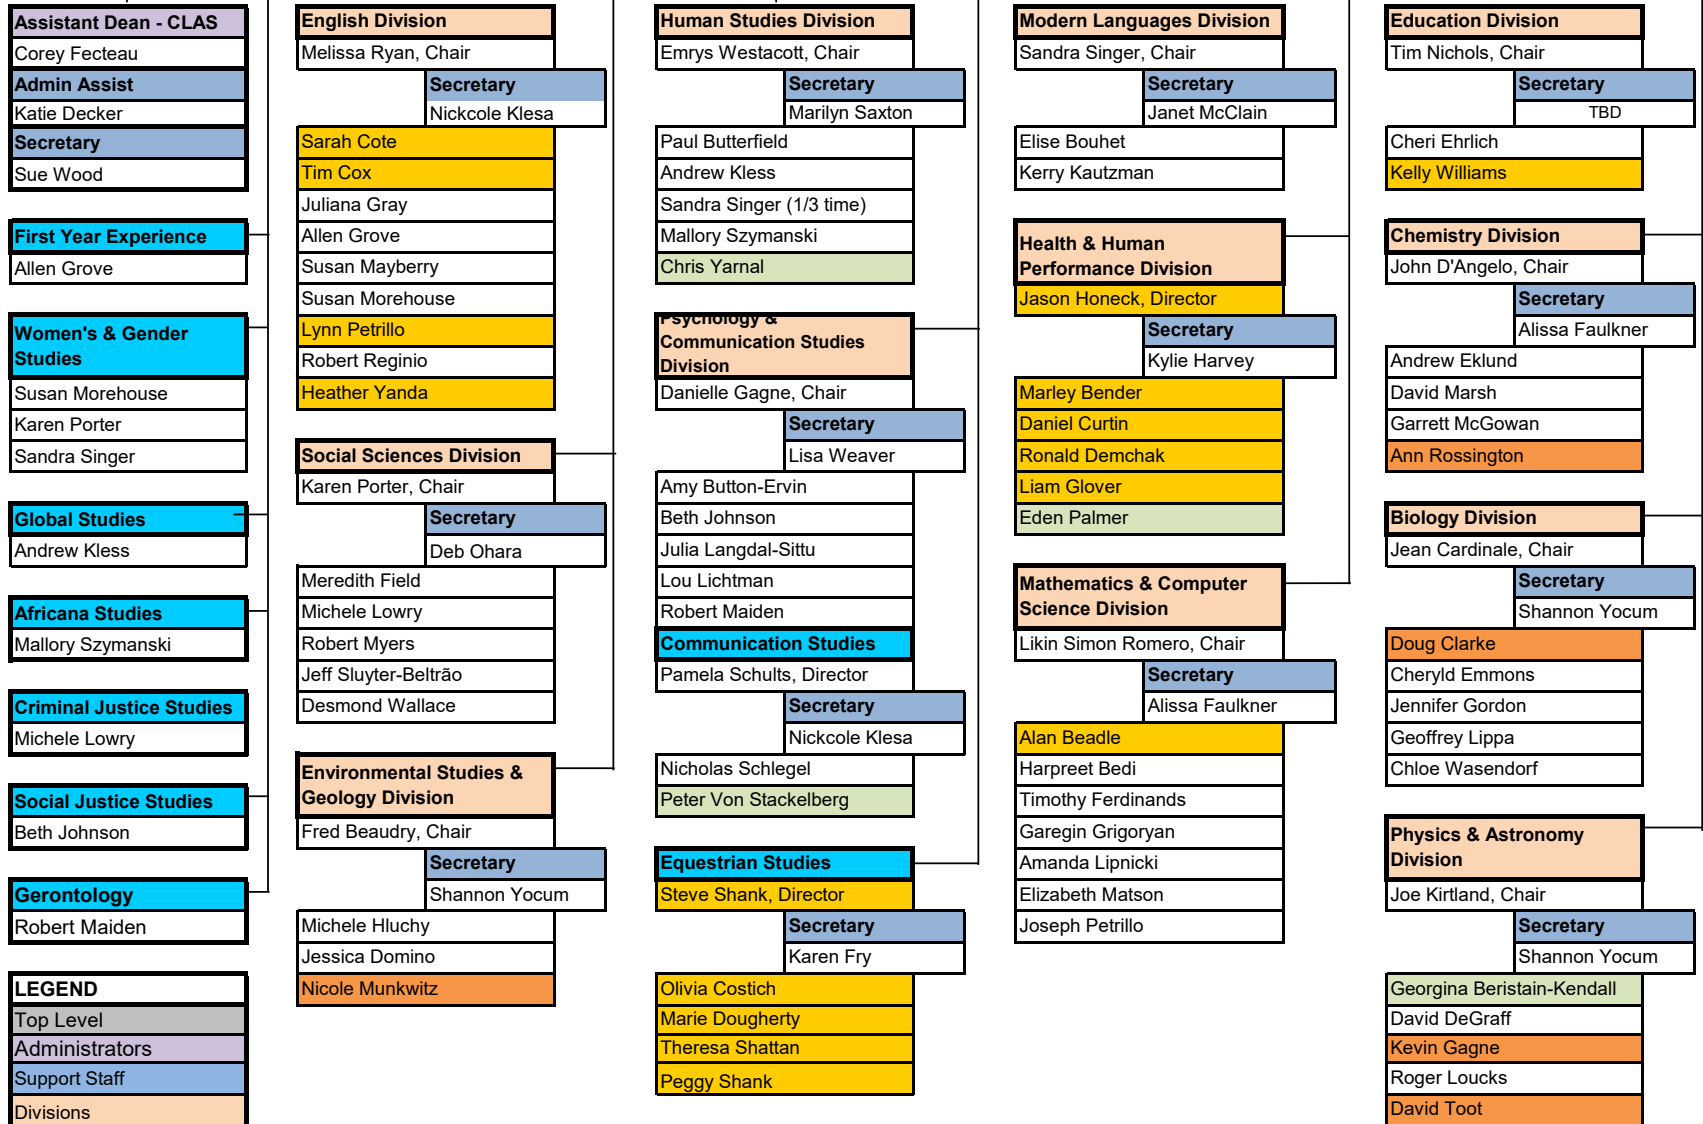 Assistant Dean - CLAS
Corey Fecteau
Admin Assist
Katie Decker
Secretary
Sue Wood
First Year Experience
Allen Grove
Women's & Gender
Studies
Susan Morehouse
Karen Porter
Sandra Singer
Global Studies
Andrew Kless
Africana Studies
Mallory Szymanski
Criminal Justice Studies
Michele Lowry
Social Justice Studies
Beth Johnson
Gerontology
Robert Maiden
LEGEND
Top Level
Administrators
Support Staff
Divisions
English Division
Melissa Ryan, Chair
Secretary
Nickcole Klesa
Sarah Cote
Tim Cox
Juliana Gray
Allen Grove
Susan Mayberry
Susan Morehouse
Lynn Petrillo
Robert Reginio
Heather Yanda
Social Sciences Division
Karen Porter, Chair
Secretary
Deb Ohara
Meredith Field
Michele Lowry
Robert Myers
Jeff Sluyter-Beltrão
Desmond Wallace
Environmental Studies &
Geology Division
Fred Beaudry, Chair
Secretary
Shannon Yocum
Michele Hluchy
Jessica Domino
Nicole Munkwitz
Human Studies Division
Emrys Westacott, Chair
Secretary
Marilyn Saxton
Paul Butterfield
Andrew Kless
Sandra Singer (1/3 time)
Mallory Szymanski
Chris Yarnal
Psychology &
Communication Studies
Division
Danielle Gagne, Chair
Secretary
Lisa Weaver
Amy Button-Ervin
Beth Johnson
Julia Langdal-Sittu
Lou Lichtman
Robert Maiden
Communication Studies
Pamela Schults, Director
Secretary
Nickcole Klesa
Nicholas Schlegel
Peter Von Stackelberg
Equestrian Studies
Steve Shank, Director
Secretary
Karen Fry
Olivia Costich
Marie Dougherty
Theresa Shattan
Peggy Shank
Modern Languages Division
Sandra Singer, Chair
Secretary
Janet McClain
Elise Bouhet
Kerry Kautzman
Health & Human
Performance Division
Jason Honeck, Director
Secretary
Kylie Harvey
Marley Bender
Daniel Curtin
Ronald Demchak
Liam Glover
Eden Palmer
Mathematics & Computer
Science Division
Likin Simon Romero, Chair
Secretary
Alissa Faulkner
Alan Beadle
Harpreet Bedi
Timothy Ferdinands
Garegin Grigoryan
Amanda Lipnicki
Elizabeth Matson
Joseph Petrillo
Education Division
Tim Nichols, Chair
Secretary
TBD
Cheri Ehrlich
Kelly Williams
Chemistry Division
John D'Angelo, Chair
Secretary
Alissa Faulkner
Andrew Eklund
David Marsh
Garrett McGowan
Ann Rossington
Biology Division
Jean Cardinale, Chair
Secretary
Shannon Yocum
Doug Clarke
Cheryld Emmons
Jennifer Gordon
Geoffrey Lippa
Chloe Wasendorf
Physics & Astronomy
Division
Joe Kirtland, Chair
Secretary
Shannon Yocum
Georgina Beristain-Kendall
David DeGraff
Kevin Gagne
Roger Loucks
David Toot